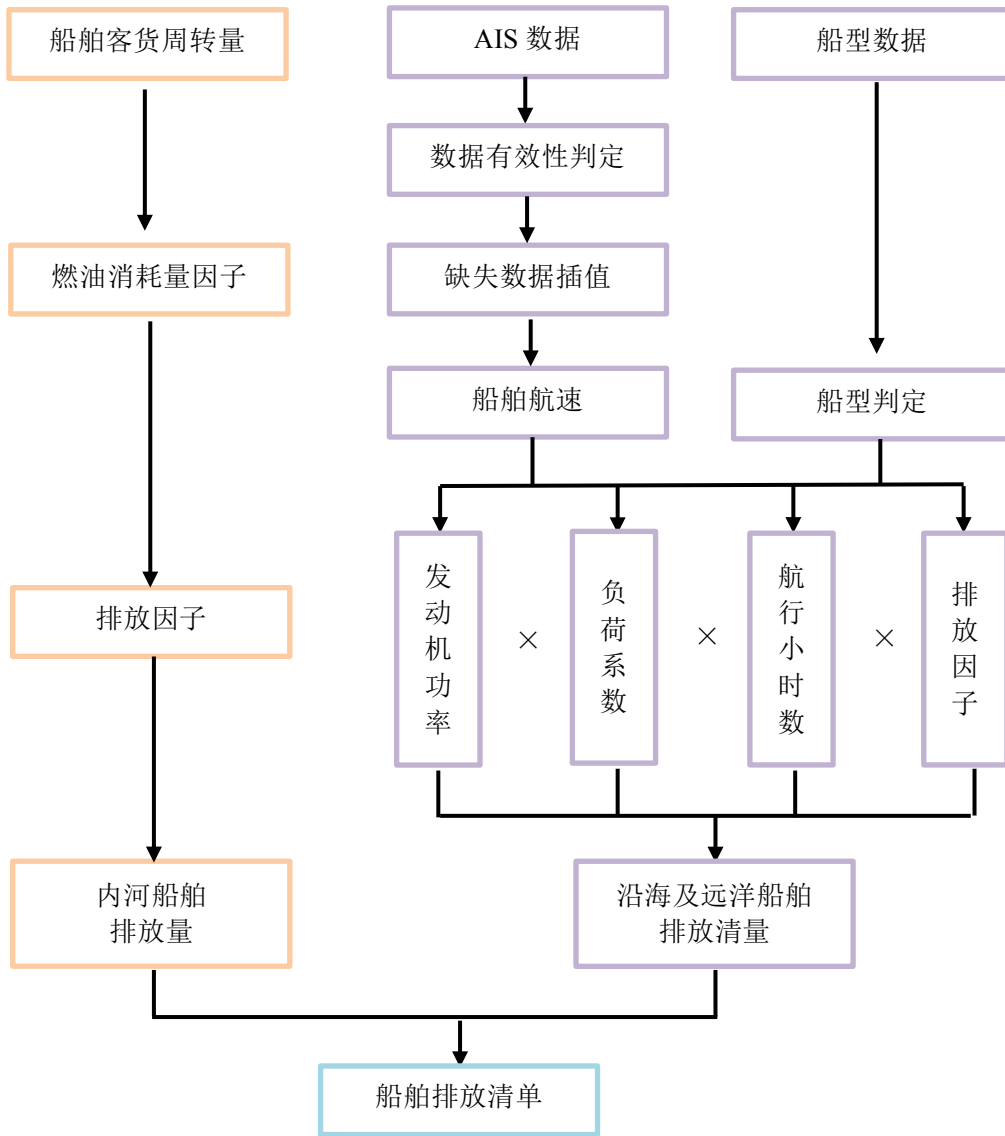 船舶客货周转量
AIS 数据
船型数据
数据有效性判定
燃油消耗量因子
缺失数据插值
船舶航速
船型判定
排放因子
发动机功率
×
负荷系数
×
航行小时数
×
排放因子
内河船舶
排放量
沿海及远洋船舶
排放清量
船舶排放清单